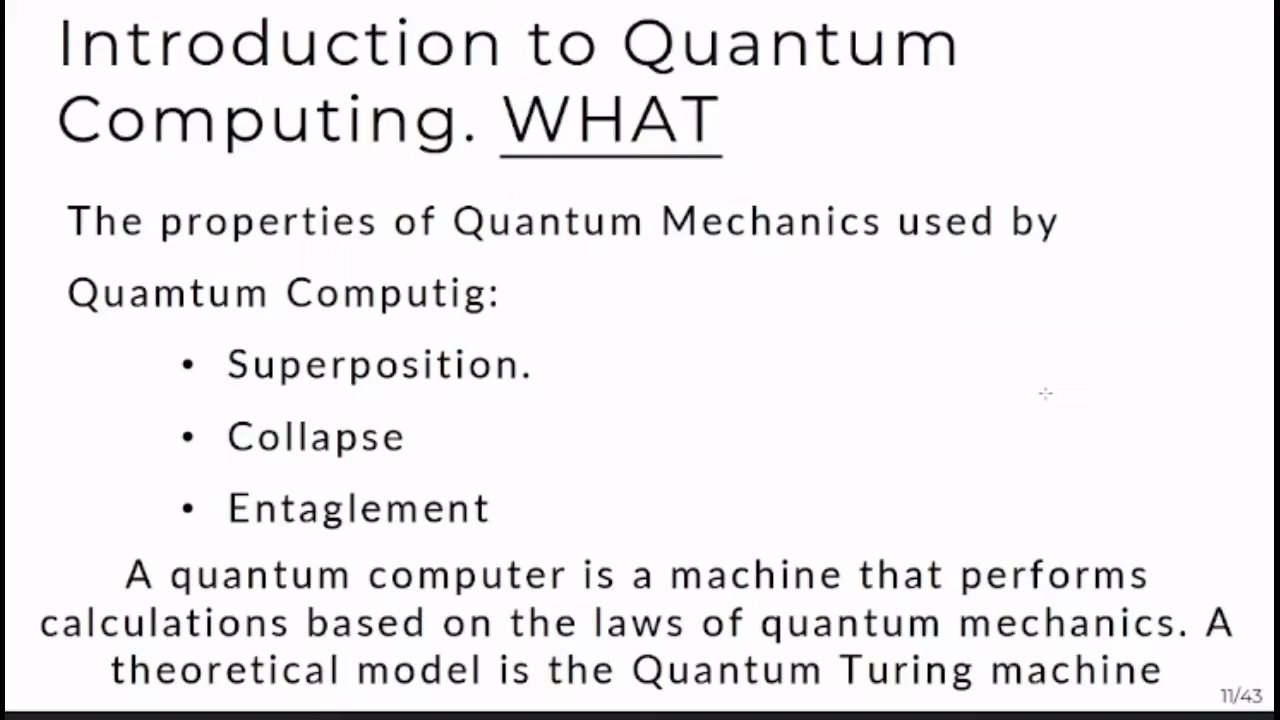 Introduction to Quantum
Computing. WHAT
The properties of Quantum Mechanics used by
Quamtum Computig:
• Superposition.
• Collapse
• Entaglement
A quantum computer is a machine that performs
calculations based on the laws of quantum mechanics. A
theoretical model is the Quantum Turing machine
11/43